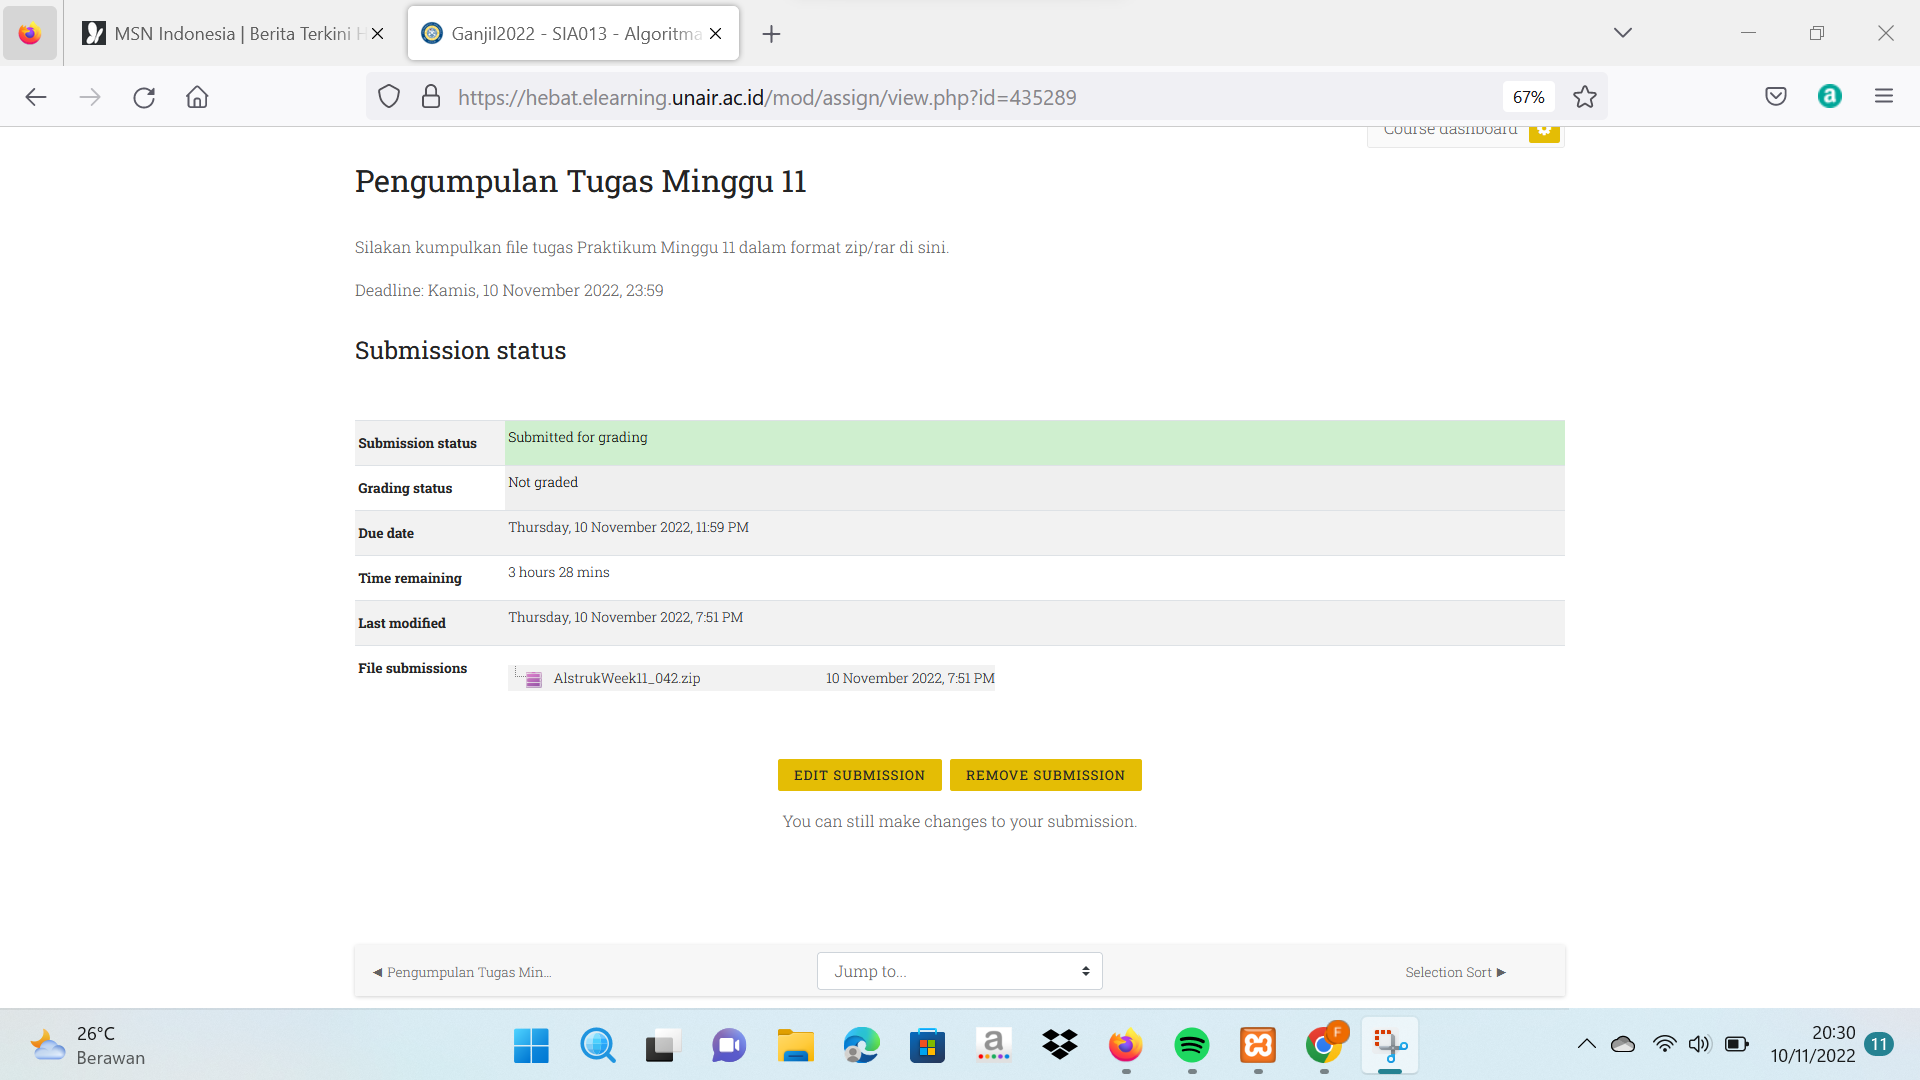 MSN Indonesia | Berita Terkini H
Ganjil2022 - SIA013 - Algoritma
https://hebat.elearning.unair.ac.id/mod/assign/view.php?id=435289
67%
Course dashboard
Pengumpulan Tugas Minggu 11
Silakan kumpulkan file tugas Praktikum Minggu 11 dalam format zip/rar di sini.
Deadline: Kamis, 10 November 2022, 23:59
Submission status
Submission status Submitted for grading
Grading status Not graded
Due date Thursday, 10 November 2022, 11:59 PM
Time remaining 3 hours 28 mins
Last modified Thursday, 10 November 2022, 7:51 PM
File submissions AlstrukWeek11_042.zip 10 November 2022, 7:51 PM
EDIT SUBMISSION REMOVE SUBMISSION
You can still make changes to your submission.
◄ Pengumpulan Tugas Min... Jump to... Selection Sort ►
26°C
Berawan
a
F
20:30
10/11/2022
11